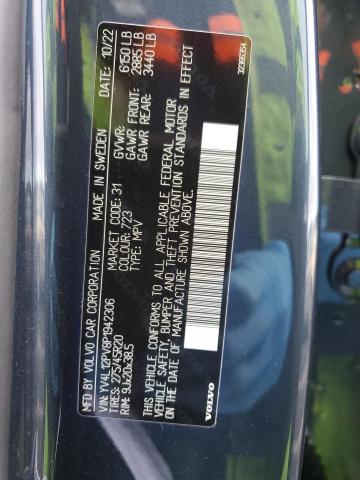 MFD BY VOLVO CAR CORPORATION
MADE IN SWEDEN
DATE: 10/22
VIN: YV4L12PV8P1942306
MARKET CODE: 31
GVWR: 6150 LB
TIRES: 275/45R20
COLOUR: 723
GAWR FRONT: 2885 LB
RIM: 9Jx20x38.5
TYPE: MPV
GAWR REAR: 3440 LB
THIS VEHICLE CONFORMS TO ALL APPLICABLE FEDERAL MOTOR
VEHICLE SAFETY, BUMPER AND THEFT PREVENTION STANDARDS IN EFFECT
ON THE DATE OF MANUFACTURE SHOWN ABOVE.
VOLVO
32366354